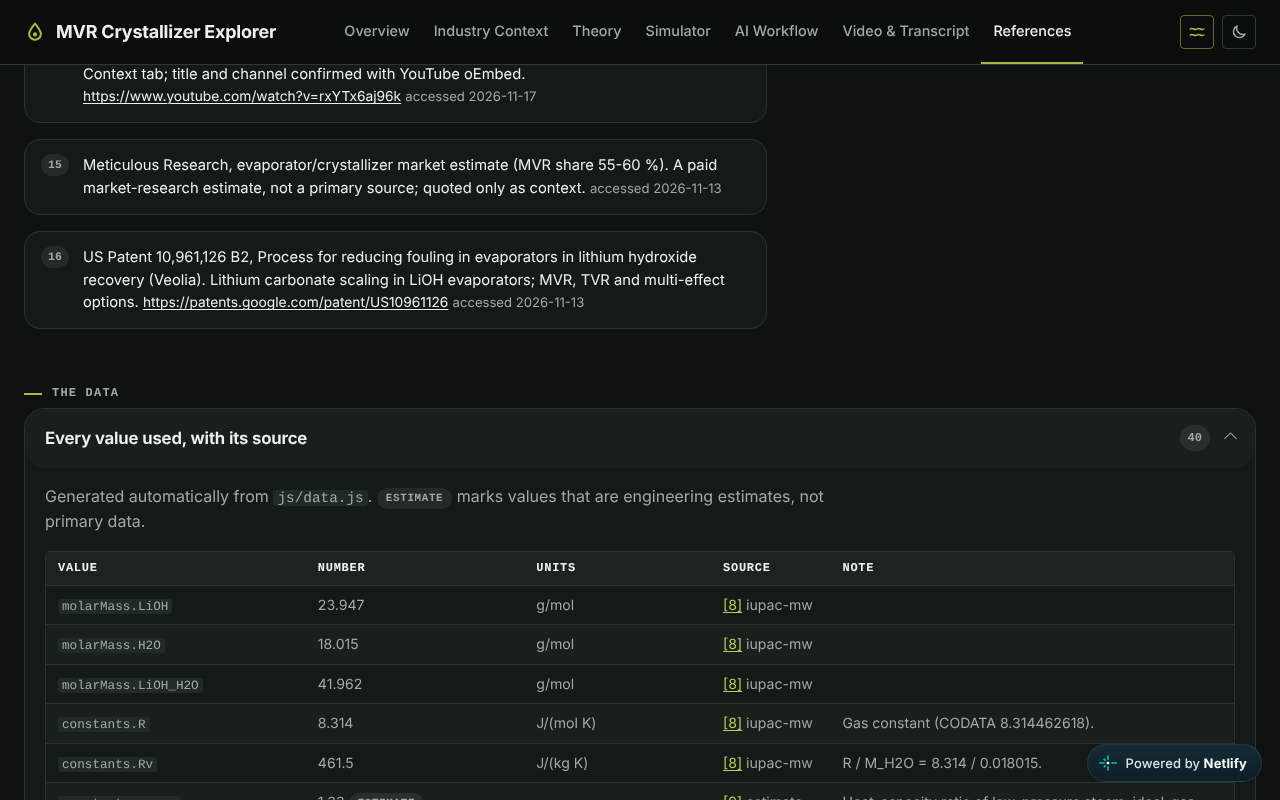 MVR Crystallizer Explorer
Overview
Industry Context
Theory
Simulator
AI Workflow
Video & Transcript
References
Context tab; title and channel confirmed with YouTube oEmbed.
https://www.youtube.com/watch?v=rxYTx6aj96k accessed 2026-11-17
15
Meticulous Research, evaporator/crystallizer market estimate (MVR share 55-60 %). A paid
market-research estimate, not a primary source; quoted only as context. accessed 2026-11-13
16
US Patent 10,961,126 B2, Process for reducing fouling in evaporators in lithium hydroxide
recovery (Veolia). Lithium carbonate scaling in LiOH evaporators; MVR, TVR and multi-effect
options. https://patents.google.com/patent/US10961126 accessed 2026-11-13
THE DATA
Every value used, with its source
40
Generated automatically from js/data.js. ESTIMATE marks values that are engineering estimates, not
primary data.
VALUE NUMBER UNITS SOURCE NOTE
molarMass.LiOH 23.947 g/mol [8] iupac-mw
molarMass.H2O 18.015 g/mol [8] iupac-mw
molarMass.LiOH_H2O 41.962 g/mol [8] iupac-mw
constants.R 8.314 J/(mol K) [8] iupac-mw Gas constant (CODATA 8.314462618).
constants.Rv 461.5 J/(kg K) [8] iupac-mw R / M_H2O = 8.314 / 0.018015.
Powered by Netlify